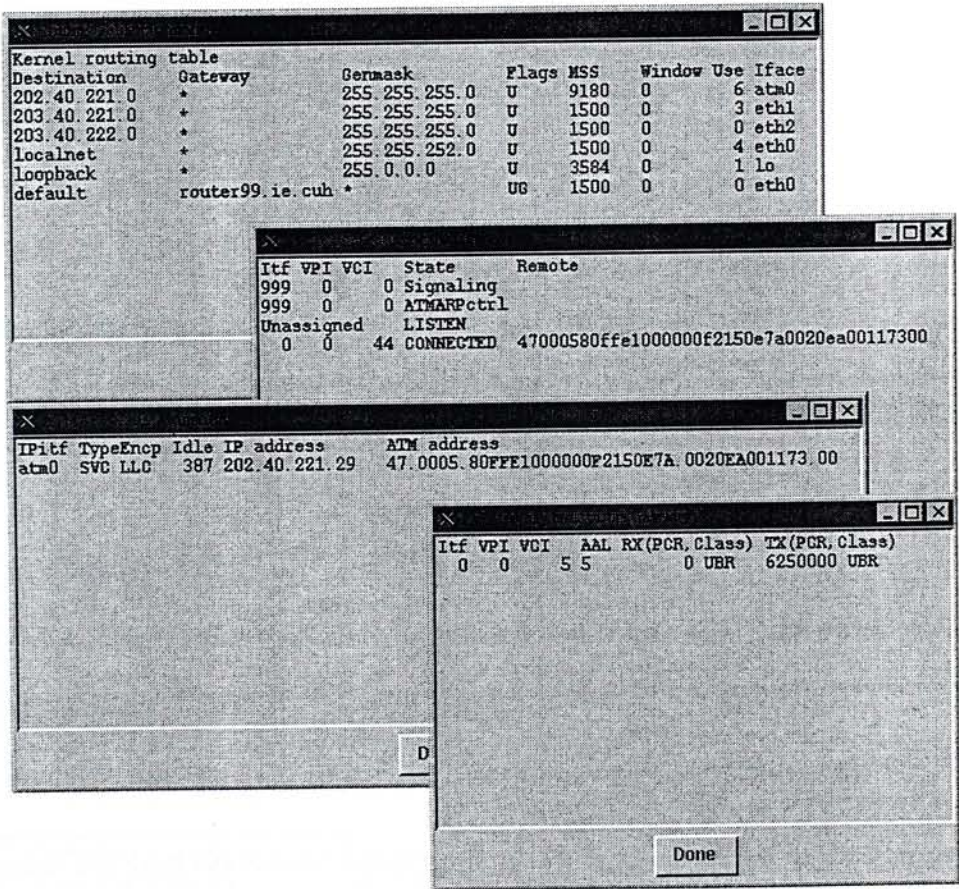 Kernel routing table
Destination Gateway Genmask Flags MSS Window Use Iface
202.40.221.0 * 255.255.255.0 U 9180 0 6 atm0
203.40.221.0 * 255.255.255.0 U 1500 0 3 eth1
203.40.222.0 * 255.255.255.0 U 1500 0 0 eth2
localnet * 255.255.252.0 U 1500 0 4 eth0
loopback * 255.0.0.0 U 3584 0 1 lo
default router99.ie.cuh * UG 1500 0 0 eth0
Itf VPI VCI State Remote
999 0 0 Signaling
999 0 0 ATMARPctrl
Unassigned LISTEN
0 0 44 CONNECTED 47000580ffe1000000f2150e7a0020ea00117300
IPitf TypeEncp Idle IP address ATM address
atm0 SVC LLC 387 202.40.221.29 47.0005.80FFE1000000F2150E7A.0020EA001173.00
D
Itf VPI VCI AAL RX(PCR,Class) TX(PCR,Class)
0 0 5 5 0 UBR 6250000 UBR
Done